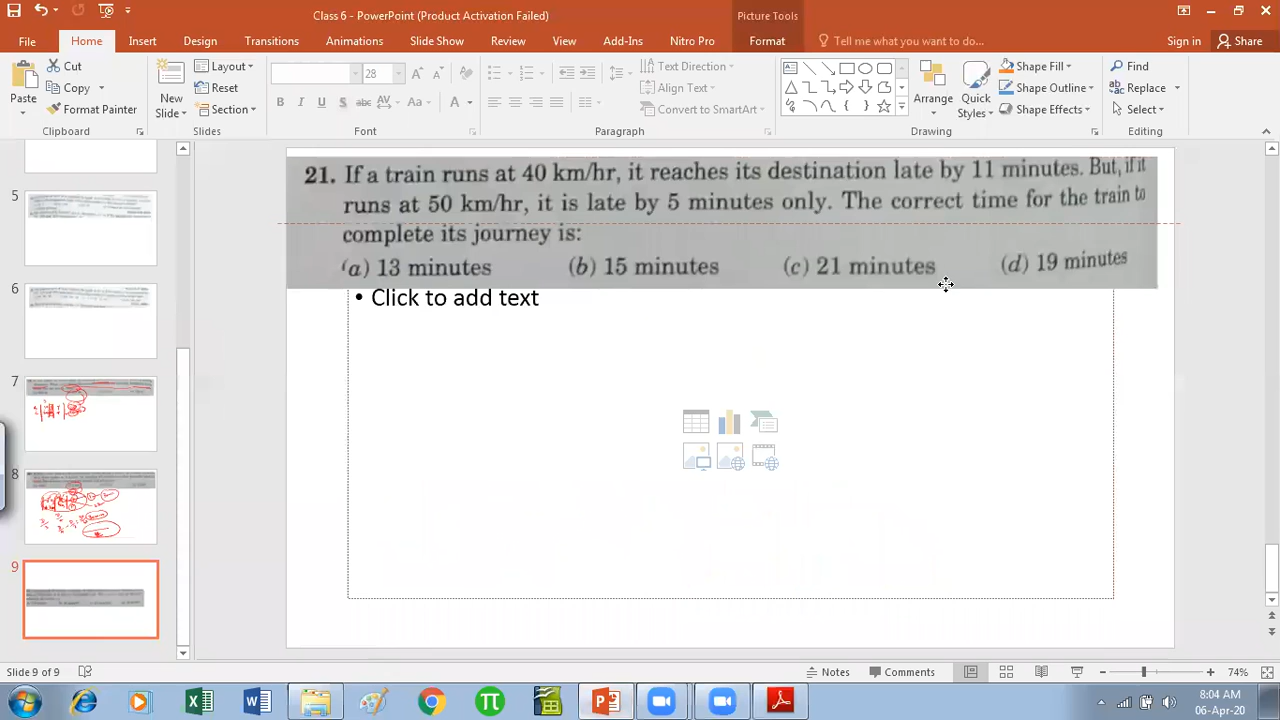 Class 6 - PowerPoint (Product Activation Failed)
Picture Tools
File
Home
Insert
Design
Transitions
Animations
Slide Show
Review
View
Add-Ins
Nitro Pro
Format
Tell me what you want to do...
Sign in
Share
Paste
Cut
Copy
Format Painter
Clipboard
New
Slide
Layout
Reset
Section
Slides
28
B I U S abc AV Aa A
Font
Text Direction
Align Text
Convert to SmartArt
Paragraph
Arrange
Quick
Styles
Shape Fill
Shape Outline
Shape Effects
Drawing
Find
Replace
Select
Editing
5
6
7
8
9
21. If a train runs at 40 km/hr, it reaches its destination late by 11 minutes. But, if it
runs at 50 km/hr, it is late by 5 minutes only. The correct time for the train to
complete its journey is:
(a) 13 minutes (b) 15 minutes (c) 21 minutes (d) 19 minutes
• Click to add text
Slide 9 of 9
Notes
Comments
74%
8:04 AM
06-Apr-20